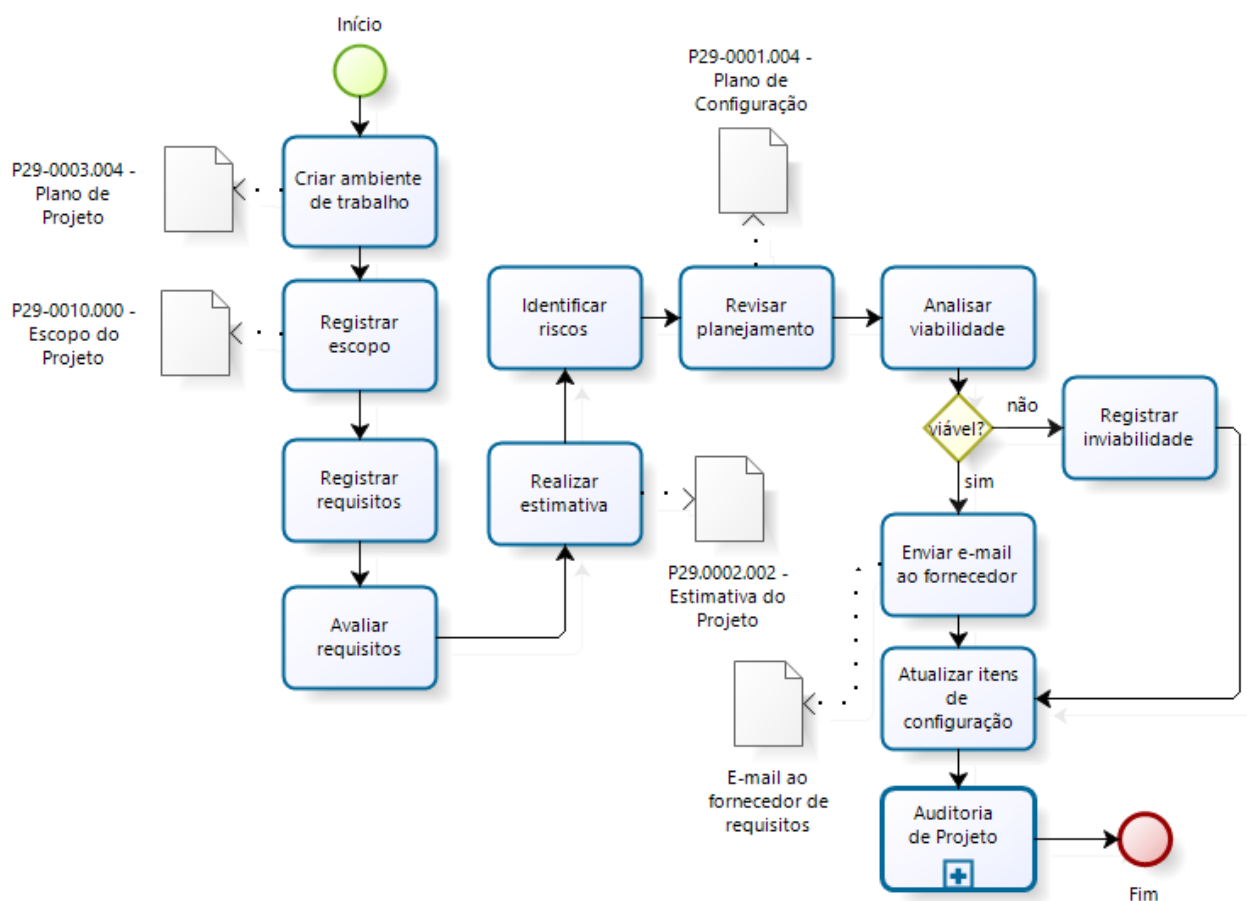 Início
P29-0003.004 -
Plano de
Projeto
Criar ambiente
de trabalho
P29-0010.000 -
Escopo do
Projeto
Registrar
escopo
Registrar
requisitos
Avaliar
requisitos
Realizar
estimativa
P29.0002.002 -
Estimativa do
Projeto
Identificar
riscos
P29-0001.004 -
Plano de
Configuração
Revisar
planejamento
Analisar
viabilidade
viável?
não
Registrar
inviabilidade
sim
Enviar e-mail
ao fornecedor
E-mail ao
fornecedor de
requisitos
Atualizar itens
de
configuração
Auditoria
de Projeto
Fim